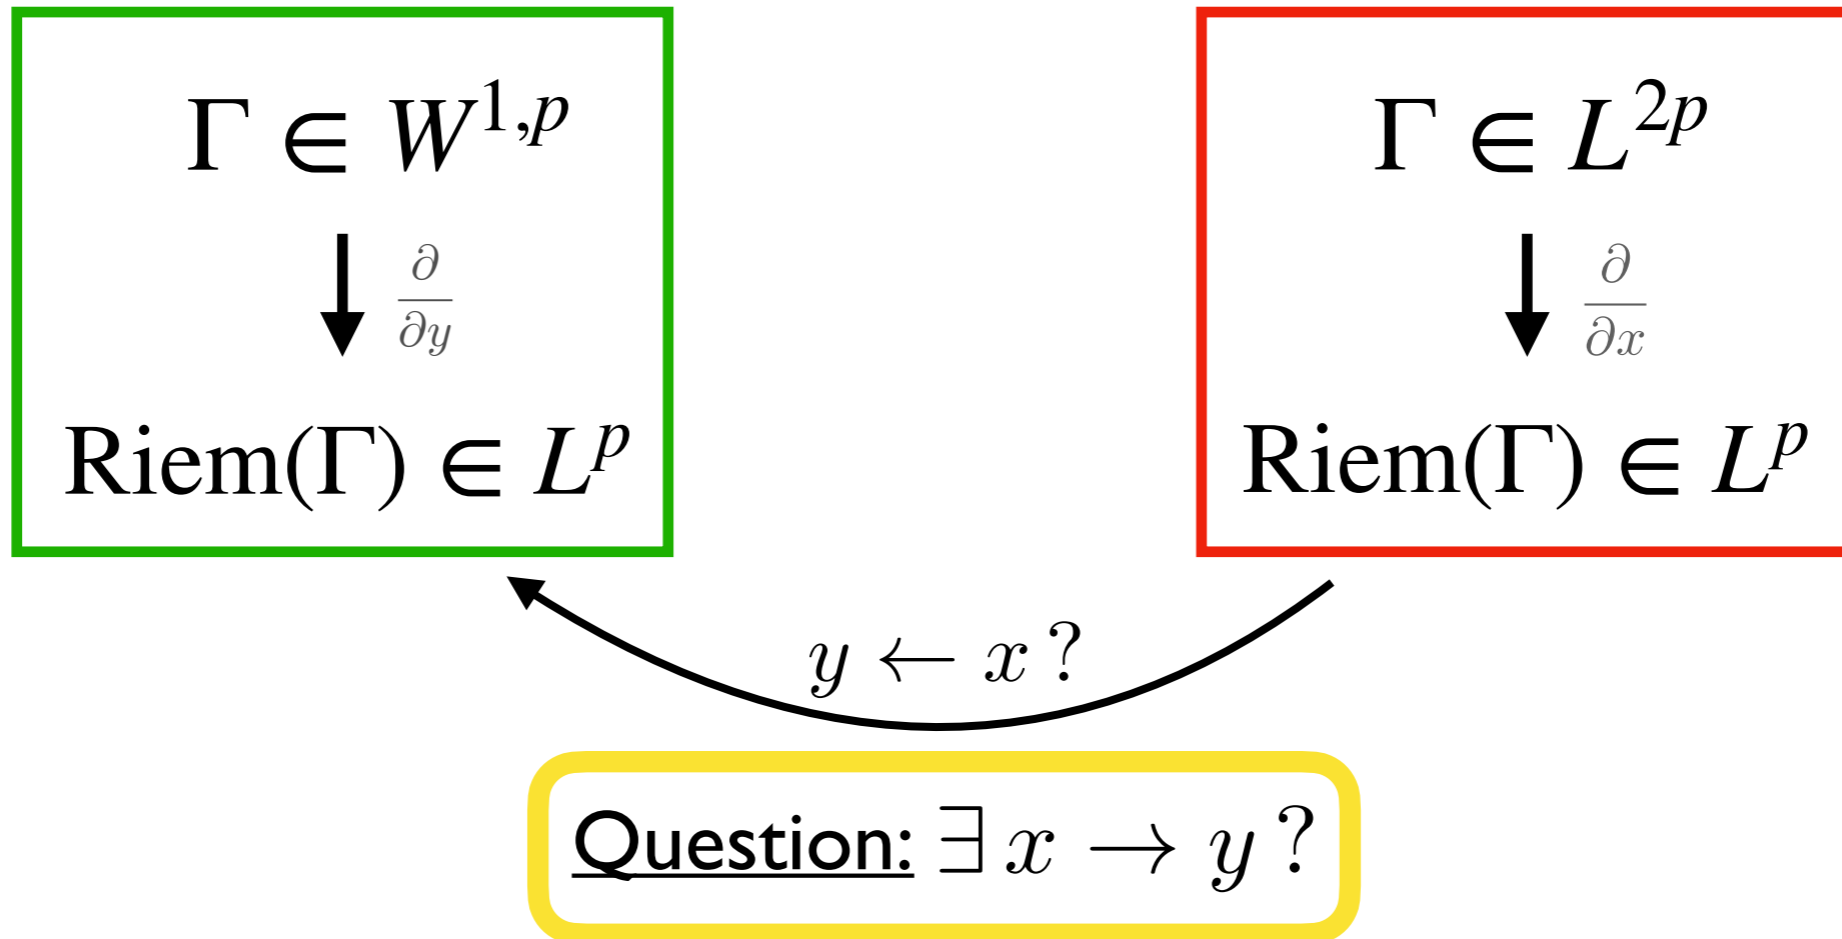 Γ ∈ W^{1,p}
∂/∂y
Riem(Γ) ∈ L^p
Γ ∈ L^{2p}
∂/∂x
Riem(Γ) ∈ L^p
y ← x ?
Question: ∃ x → y ?